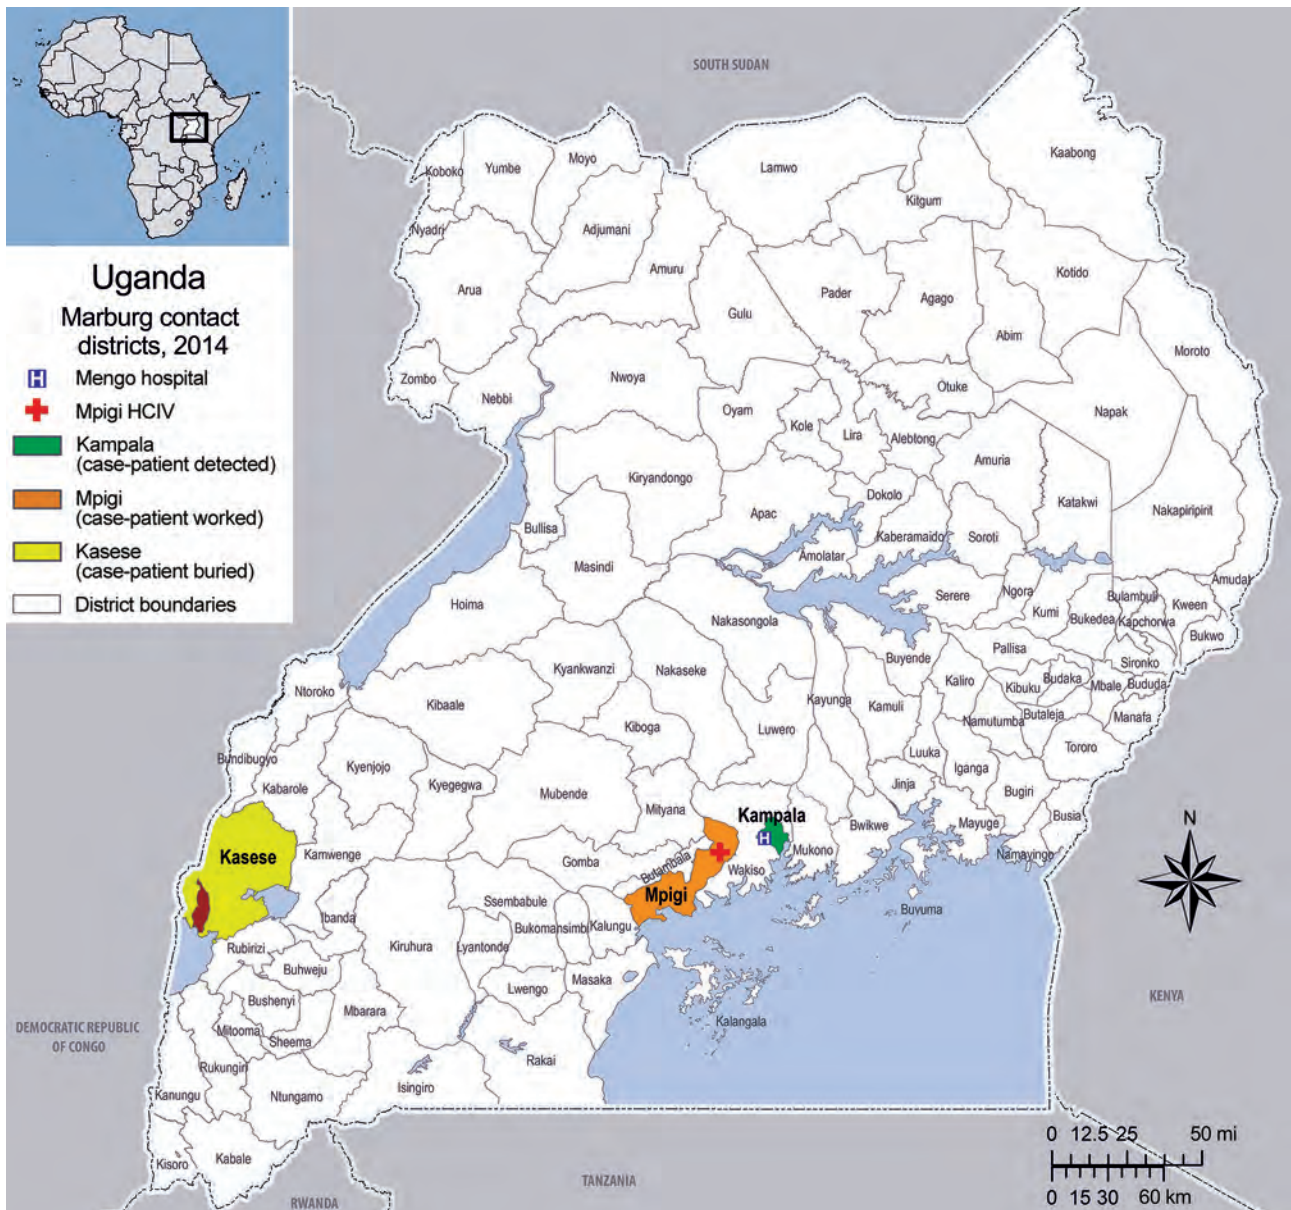 SOUTH SUDAN
Uganda
Marburg contact
districts, 2014
H
Mengo hospital
Mpigi HCIV
Kampala
(case-patient detected)
Mpigi
(case-patient worked)
Kasese
(case-patient buried)
District boundaries
Koboko
Yumbe
Moyo
Lamwo
Kaabong
Kitgum
Nyadri
Adjumani
Amuru
Arua
Kotido
Pader
Agago
Gulu
Abim
Moroto
Zombo
Nebbi
Nwoya
Otuke
Oyam
Napak
Kole
Lira
Alebtong
Amuria
Kiryandongo
Katakwi
Dokolo
Nakapiripirit
Apac
Bullisa
Kaberamaido
Soroti
Amolatar
Masindi
Amudat
Ngora
Bulambuli
Serere
Hoima
Kumi
Kween
Nakasongola
Bukedea
Kapchorwa
Bukwo
Pallisa
Buyende
Sironko
Kyankwanzi
Nakaseke
Ntoroko
Kaliro
Budaka
Kibuku
Mbale
Bududa
Kibaale
Kayunga
Kamuli
Namutumba
Butaleja
Manafa
Kiboga
Luwero
Tororo
Bundibugyo
Luuka
Kyenjojo
Iganga
Kabarole
Kyegegwa
Jinja
Bugiri
Mubende
Mityana
Kampala
Busia
Mayuge
Bwikwe
H
Mukono
N
Kasese
Kamwenge
Namayingo
Gomba
Butambala
Wakiso
Mpigi
Ssembabule
Buvuma
Ibanda
Bukomansimbi
Kalungu
Kiruhura
Lyantonde
Rubirizi
Buhweju
Masaka
Lwengo
KENYA
Bushenyi
Mbarara
Kalangala
DEMOCRATIC REPUBLIC
OF CONGO
Mitooma
Sheema
Rakai
Rukungiri
Isingiro
Kanungu
Ntungamo
0 12.5 25 50 mi
Kabale
Kisoro
TANZANIA
0 15 30 60 km
RWANDA